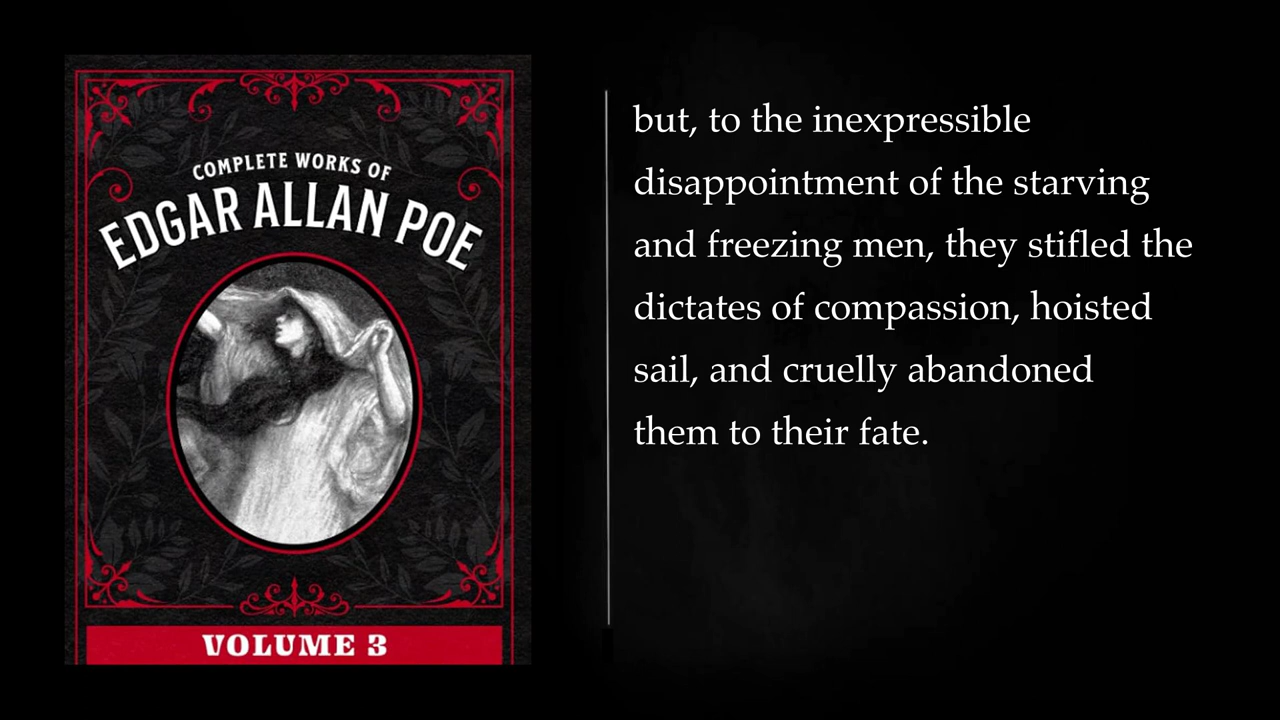 COMPLETE WORKS OF
EDGAR ALLAN POE
VOLUME 3
but, to the inexpressible
disappointment of the starving
and freezing men, they stifled the
dictates of compassion, hoisted
sail, and cruelly abandoned
them to their fate.